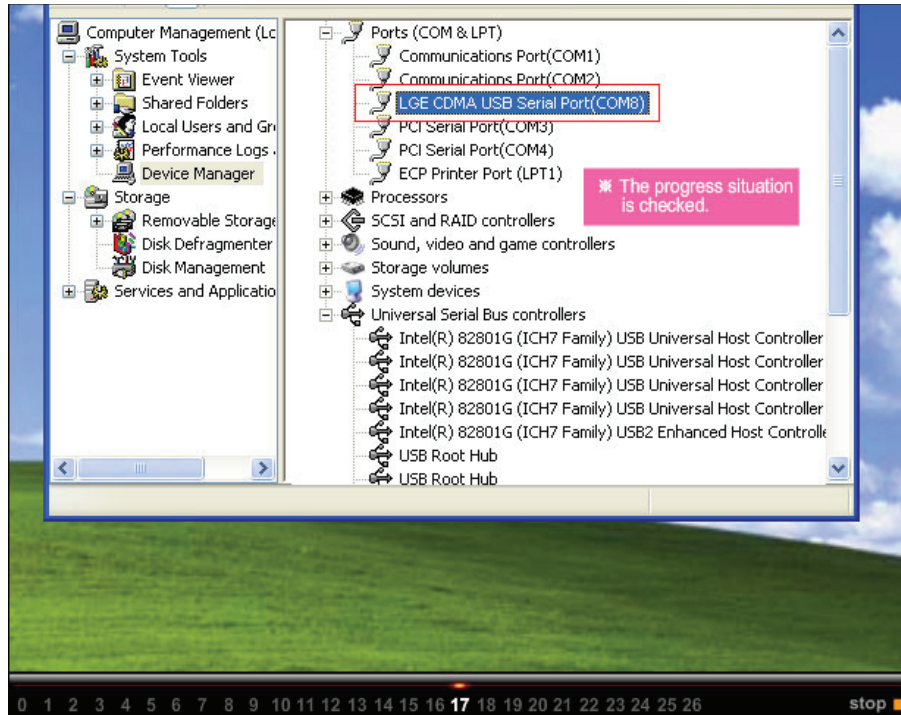 Computer Management (Lc
System Tools
Event Viewer
Shared Folders
Local Users and Gr
Performance Logs
Device Manager
Storage
Removable Storage
Disk Defragmenter
Disk Management
Services and Applicatio
Ports (COM & LPT)
Communications Port(COM1)
Communications Port(COM2)
LGE CDMA USB Serial Port(COM8)
PCI Serial Port(COM3)
PCI Serial Port(COM4)
ECP Printer Port (LPT1)
Processors
SCSI and RAID controllers
Sound, video and game controllers
Storage volumes
System devices
Universal Serial Bus controllers
Intel(R) 82801G (ICH7 Family) USB Universal Host Controller
Intel(R) 82801G (ICH7 Family) USB Universal Host Controller
Intel(R) 82801G (ICH7 Family) USB Universal Host Controller
Intel(R) 82801G (ICH7 Family) USB Universal Host Controller
Intel(R) 82801G (ICH7 Family) USB2 Enhanced Host Controlle
USB Root Hub
USB Root Hub
※ The progress situation
is checked.
0 1 2 3 4 5 6 7 8 9 10 11 12 13 14 15 16 17 18 19 20 21 22 23 24 25 26 stop